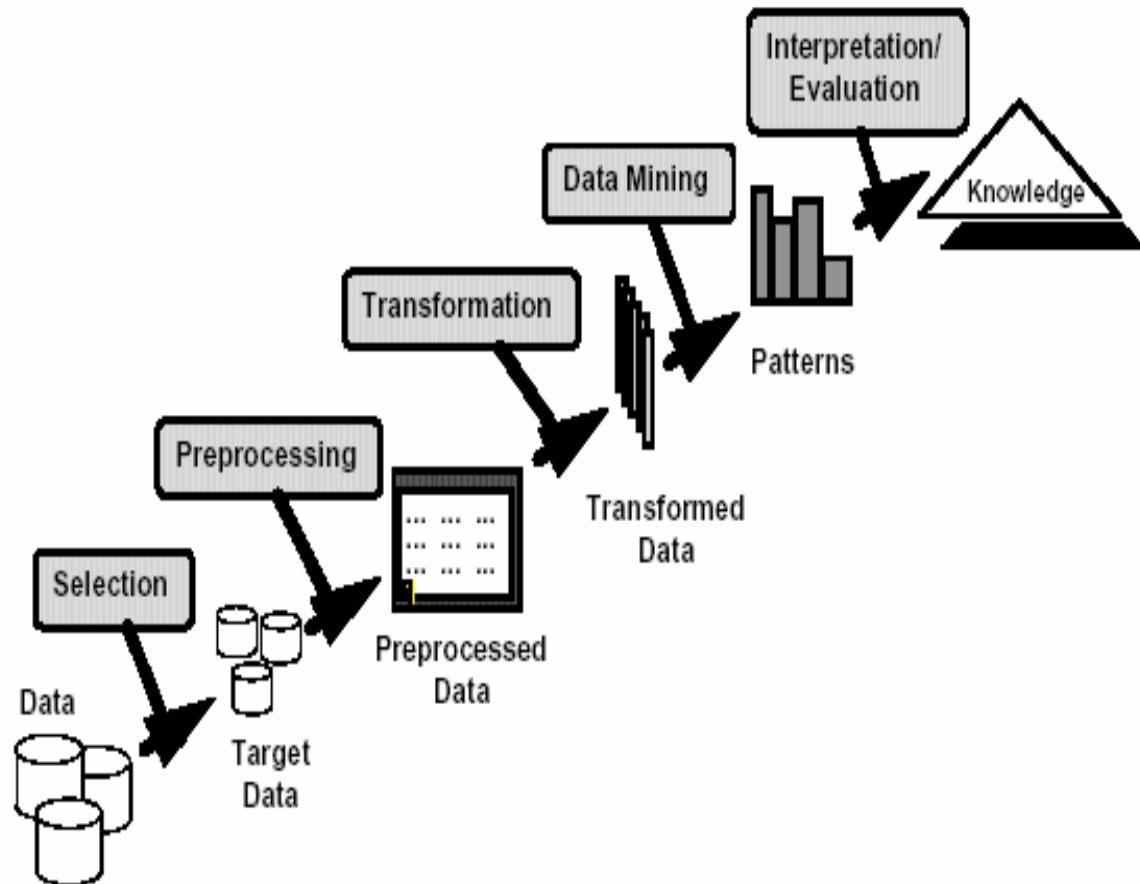 Interpretation/
Evaluation
Data Mining
Knowledge
Transformation
Patterns
Preprocessing
... ... ...
... ... ...
... ... ...
Transformed
Data
Selection
Preprocessed
Data
Data
Target
Data